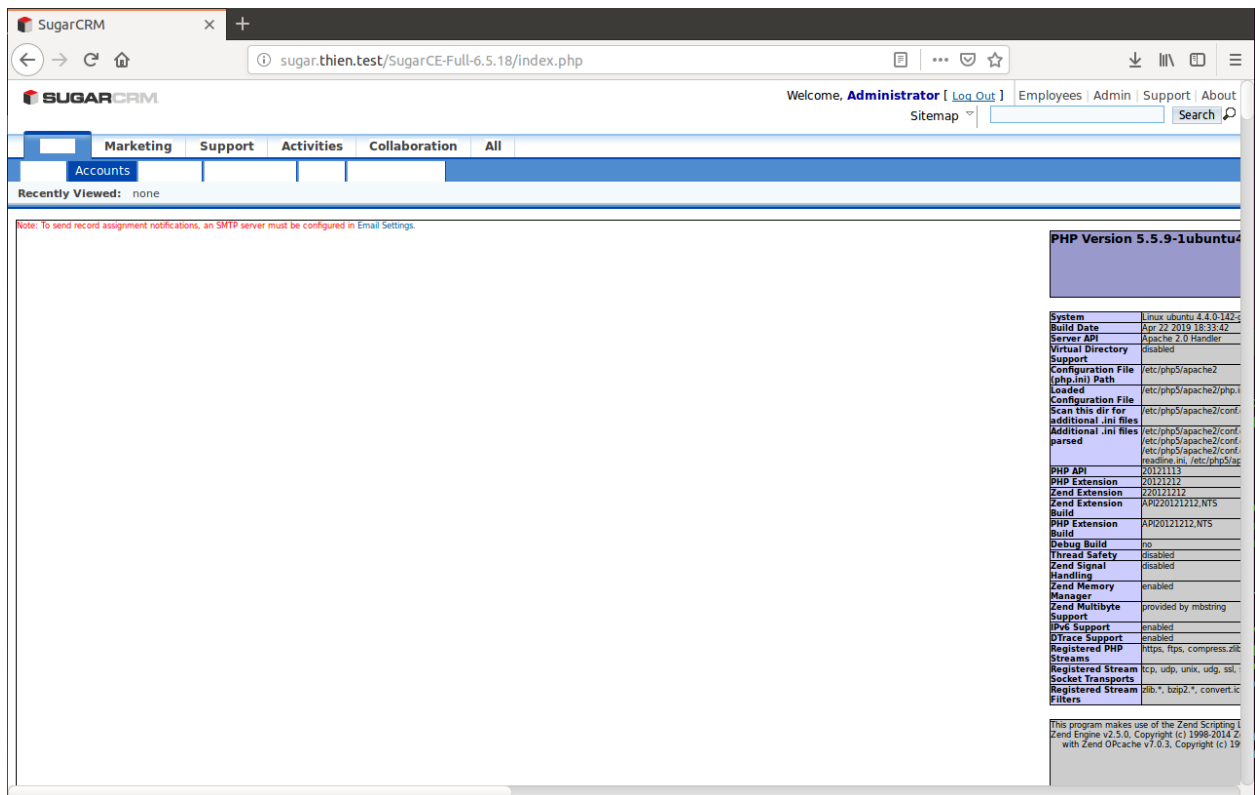 SugarCRM
sugar.thien.test/SugarCE-Full-6.5.18/index.php
SUGARCRM
Welcome, Administrator [ Log Out ] Employees | Admin | Support | About
Sitemap
Search
Marketing Support Activities Collaboration All
Accounts
Recently Viewed: none
Note: To send record assignment notifications, an SMTP server must be configured in Email Settings.
PHP Version 5.5.9-1ubuntu4
System Linux ubuntu 4.4.0-142-
Build Date Apr 22 2019 18:33:42
Server API Apache 2.0 Handler
Virtual Directory Support disabled
Configuration File (php.ini) Path /etc/php5/apache2
Loaded Configuration File /etc/php5/apache2/php.i
Scan this dir for additional .ini files /etc/php5/apache2/conf.
Additional .ini files parsed /etc/php5/apache2/conf.
/etc/php5/apache2/conf.
/etc/php5/apache2/conf.
readline.ini, /etc/php5/ap
PHP API 20121113
PHP Extension 20121212
Zend Extension 220121212
Zend Extension Build API220121212,NTS
PHP Extension Build API20121212,NTS
Debug Build no
Thread Safety disabled
Zend Signal Handling disabled
Zend Memory Manager enabled
Zend Multibyte Support provided by mbstring
IPv6 Support enabled
DTrace Support enabled
Registered PHP Streams https, ftps, compress.zlib
Registered Stream Socket Transports tcp, udp, unix, udg, ssl,
Registered Stream Filters zlib.*, bzip2.*, convert.ic
This program makes use of the Zend Scripting L
Zend Engine v2.5.0, Copyright (c) 1998-2014 Z
with Zend OPcache v7.0.3, Copyright (c) 19